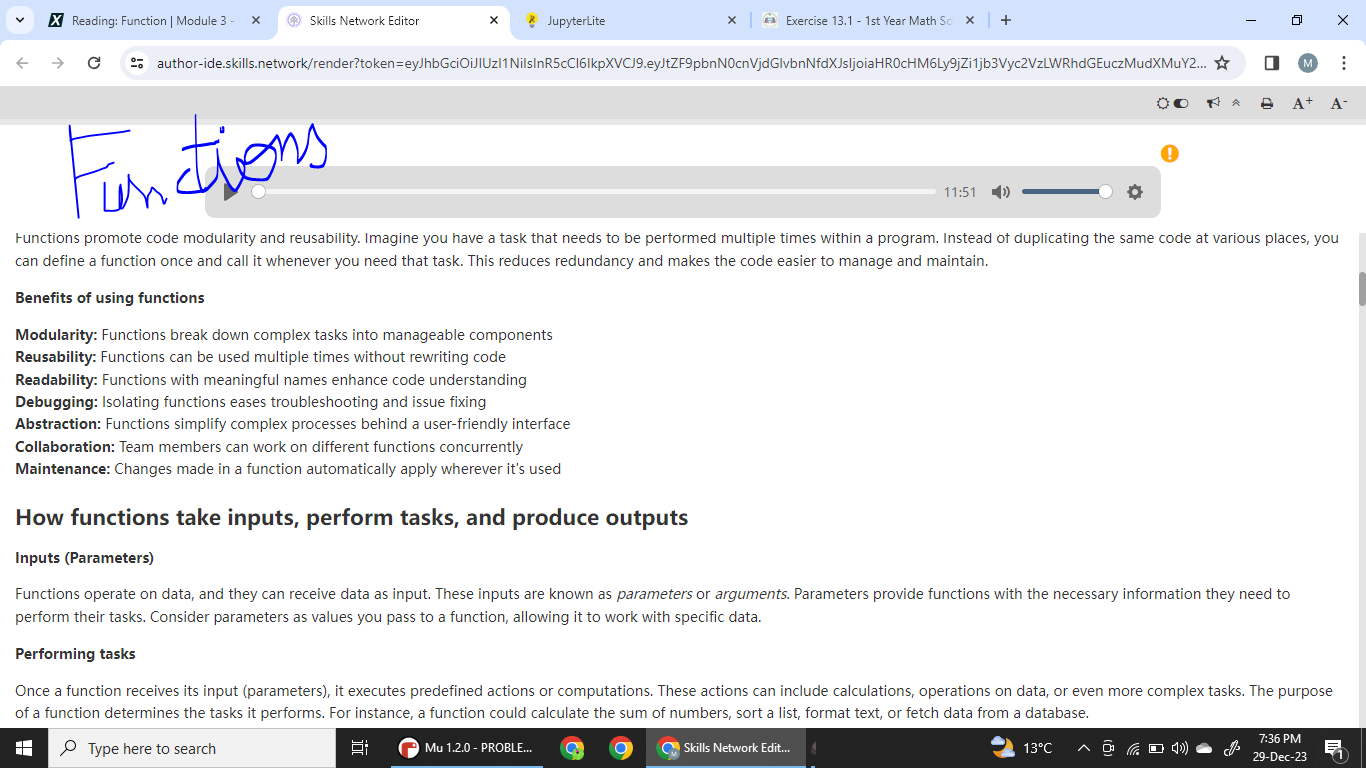 Reading: Function | Module 3 -
Skills Network Editor
JupyterLite
Exercise 13.1 - 1st Year Math So
author-ide.skills.network/render?token=eyJhbGciOiJIUzI1NiIsInR5cCI6IkpXVCJ9.eyJtZF9pbnN0cnVjdGlvbnNfdXJsIjoiaHR0cHM6Ly9jZi1jb3Vyc2VzLWRhdGEuczMudXMuY2...
M
A+ A-
Functions
11:51
Functions promote code modularity and reusability. Imagine you have a task that needs to be performed multiple times within a program. Instead of duplicating the same code at various places, you
can define a function once and call it whenever you need that task. This reduces redundancy and makes the code easier to manage and maintain.
Benefits of using functions
Modularity: Functions break down complex tasks into manageable components
Reusability: Functions can be used multiple times without rewriting code
Readability: Functions with meaningful names enhance code understanding
Debugging: Isolating functions eases troubleshooting and issue fixing
Abstraction: Functions simplify complex processes behind a user-friendly interface
Collaboration: Team members can work on different functions concurrently
Maintenance: Changes made in a function automatically apply wherever it's used
How functions take inputs, perform tasks, and produce outputs
Inputs (Parameters)
Functions operate on data, and they can receive data as input. These inputs are known as parameters or arguments. Parameters provide functions with the necessary information they need to
perform their tasks. Consider parameters as values you pass to a function, allowing it to work with specific data.
Performing tasks
Once a function receives its input (parameters), it executes predefined actions or computations. These actions can include calculations, operations on data, or even more complex tasks. The purpose
of a function determines the tasks it performs. For instance, a function could calculate the sum of numbers, sort a list, format text, or fetch data from a database.
Type here to search
Mu 1.2.0 - PROBLE...
Skills Network Edit...
13°C
7:36 PM
29-Dec-23
1